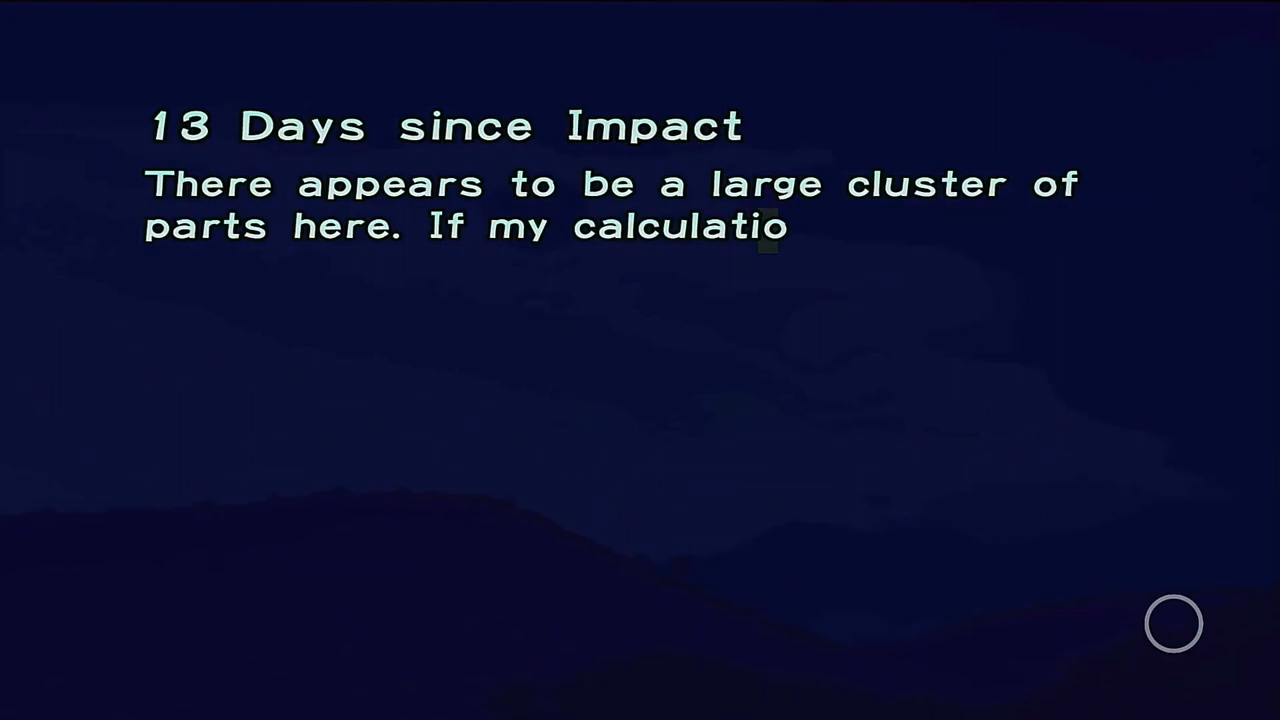 13 Days since Impact
There appears to be a large cluster of
parts here. If my calculatio